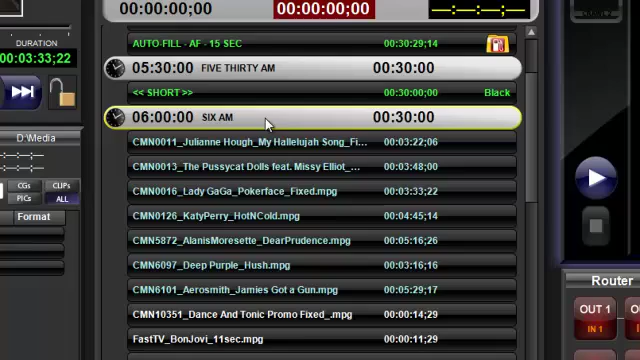 00:00:00;00
00:00:00;00
--:--:--;--
AUTO-FILL - AF - 15 SEC 00:30:29;14
DURATION
00:03:33;22
05:30:00 FIVE THIRTY AM 00:30:00
<< SHORT >> 00:30:00;00 Black
06:00:00 SIX AM 00:30:00
D:\Media
CMN0011_Julianne Hough_My Hallelujah Song_Fi... 00:03:22;06
CMN0013_The Pussycat Dolls feat. Missy Elliot_... 00:03:48;00
CGs CLIPs
PICs ALL
CMN0016_Lady GaGa_Pokerface_Fixed.mpg 00:03:33;22
Format
CMN0126_KatyPerry_HotNCold.mpg 00:04:45;14
CMN5872_AlanisMoresette_DearPrudence.mpg 00:05:16;26
CMN6097_Deep Purple_Hush.mpg 00:03:16;16
CMN6101_Aerosmith_Jamies Got a Gun.mpg 00:05:29;17
CMN10351_Dance And Tonic Promo Fixed_.mpg 00:00:14;29
FastTV_BonJovi_11sec.mpg 00:00:11;29
Router
OUT 1
IN 1